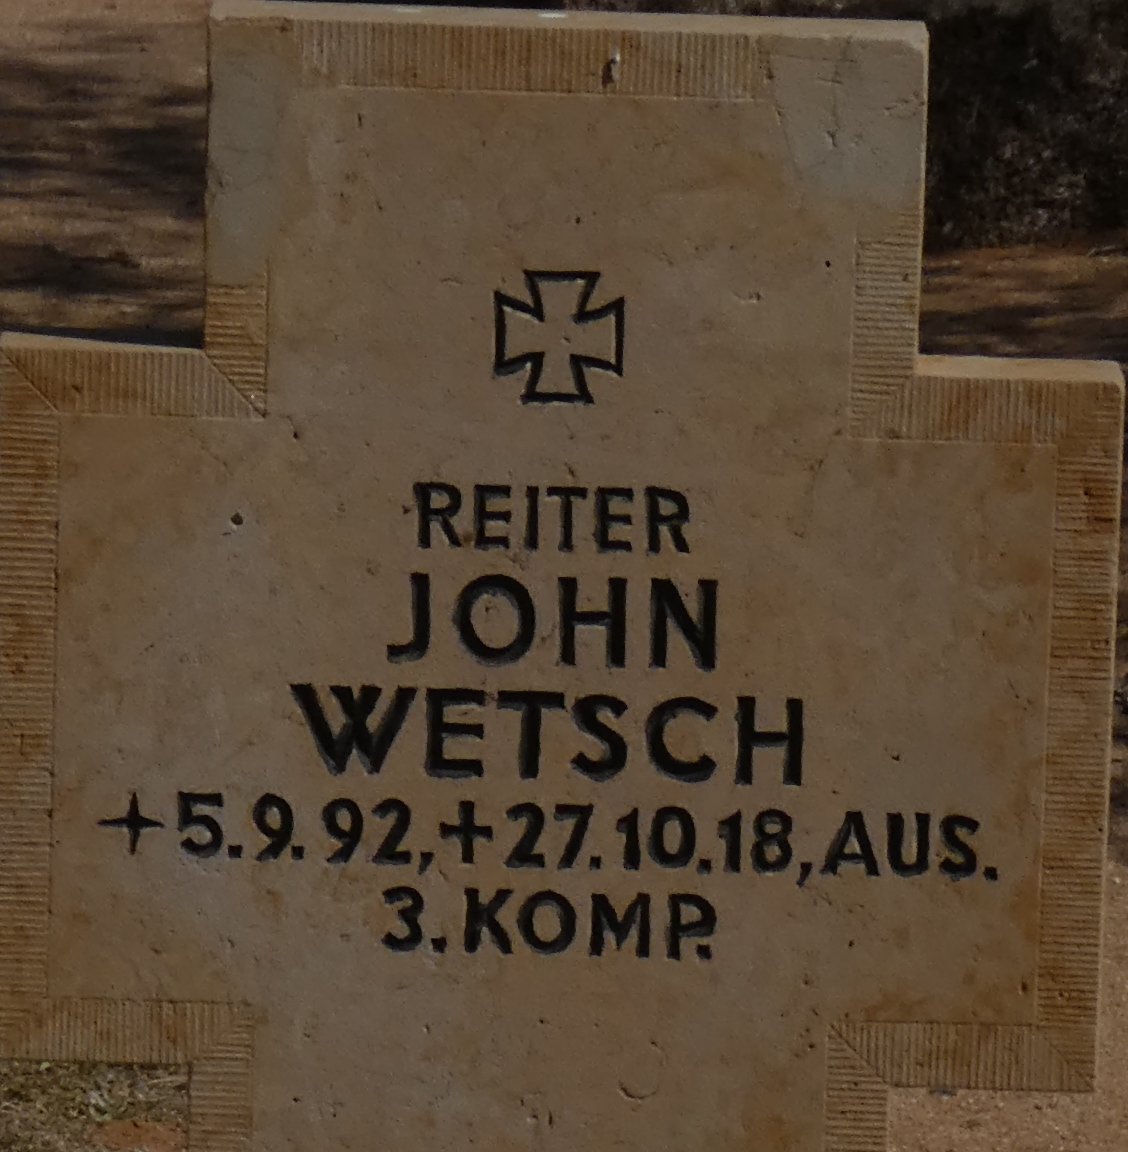 REITER
JOHN
WETSCH
+5.9.92,+27.10.18,AUS.
3.KOMP.